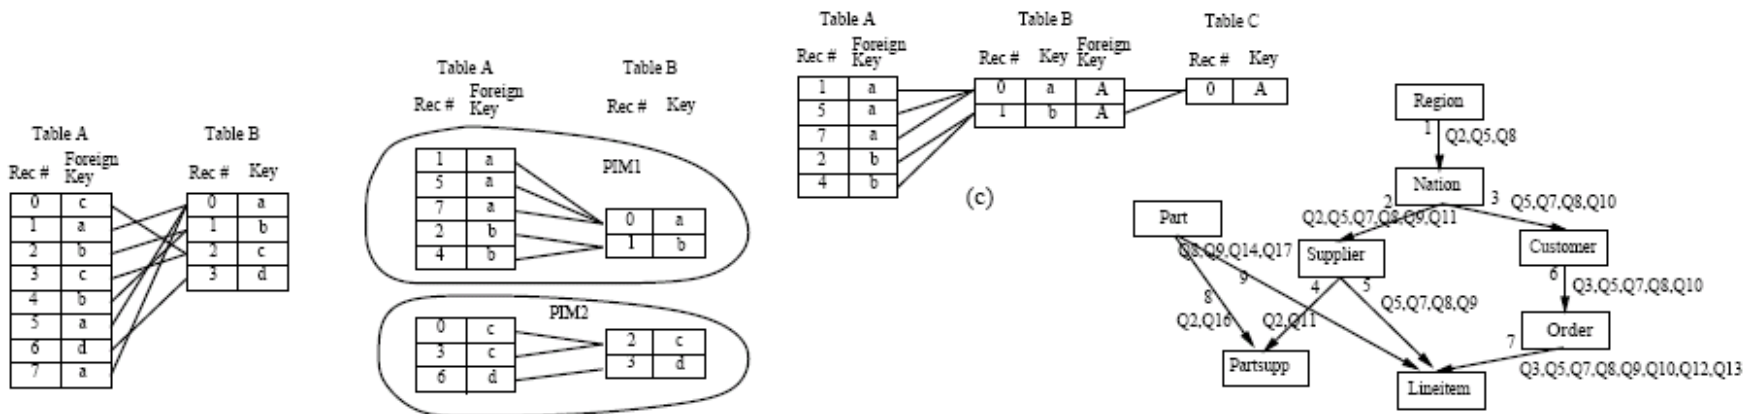 Table A Table B
Foreign
Rec # Key Rec # Key
0 c 0 a
1 a 1 b
2 b 2 c
3 c 3 d
4 b
5 a
6 d
7 a
Table A Table B
Foreign
Rec # Key Rec # Key
PIM1
1 a
5 a
7 a 0 a
2 b 1 b
4 b
PIM2
0 c 2 c
3 c 3 d
6 d
Table A Table B Table C
Foreign Foreign
Rec # Key Rec # Key Key Rec # Key
1 a 0 a A 0 A
5 a 1 b A
7 a
2 b
4 b
(c)
Region
1 Q2,Q5,Q8
Nation
2 3 Q5,Q7,Q8,Q10
Q2,Q5,Q7,Q8,Q9,Q11
Part
Supplier
Customer
Q8,Q9,Q14,Q17
9 4 5 6
Q3,Q5,Q7,Q8,Q10
8 Q5,Q7,Q8,Q9
Q2,Q16 Q2,Q11
Order
7
Partsupp
Q3,Q5,Q7,Q8,Q9,Q10,Q12,Q13
Lineitem